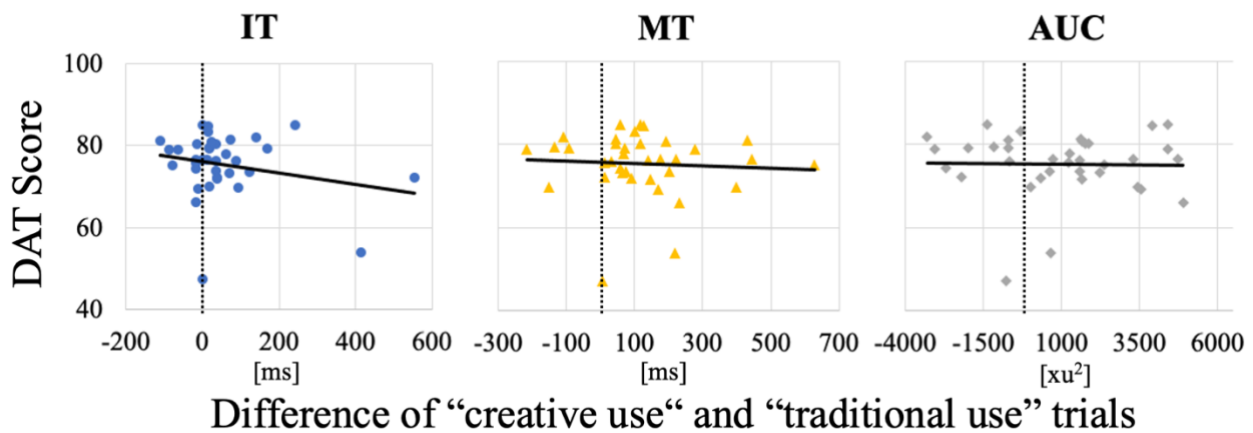 IT MT AUC
DAT Score
100
80
60
40
-200 0 200 400 600
-300 -100 100 300 500 700
-4000 -1500 1000 3500 6000
[ms] [ms] [xu²]
Difference of “creative use“ and “traditional use” trials